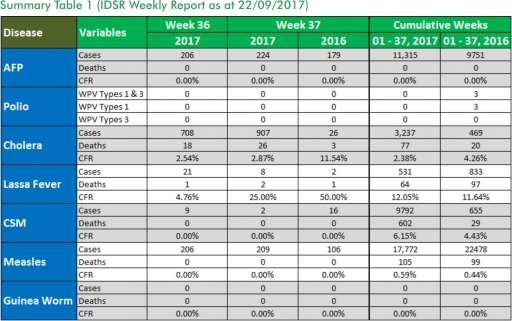 Summary Table 1 (IDSR Weekly Report as at 22/09/2017)
Disease Variables Week 36 Week 37 Cumulative Weeks
2017 2017 2016 01 - 37, 2017 01 - 37, 2016
AFP
Cases 206 224 179 11,315 9751
Deaths 0 0 0 0 0
CFR 0.00% 0.00% 0.00% 0.00% 0.00%
Polio
WPV Types 1 & 3 0 0 0 0 3
WPV Types 1 0 0 0 0 3
WPV Types 3 0 0 0 0
Cholera
Cases 708 907 26 3,237 469
Deaths 18 26 3 77 20
CFR 2.54% 2.87% 11.54% 2.38% 4.26%
Lassa Fever
Cases 21 8 2 531 833
Deaths 1 2 1 64 97
CFR 4.76% 25.00% 50.00% 12.05% 11.64%
CSM
Cases 9 2 16 9792 655
Deaths 0 0 0 602 29
CFR 0.00% 0.00% 0.00% 6.15% 4.43%
Measles
Cases 206 209 106 17,772 22478
Deaths 0 0 0 105 99
CFR 0.00% 0.00% 0.00% 0.59% 0.44%
Guinea Worm
Cases 0 0 0 0 0
Deaths 0 0 0 0 0
CFR 0.00% 0.00% 0.00% 0.00% 0.00%